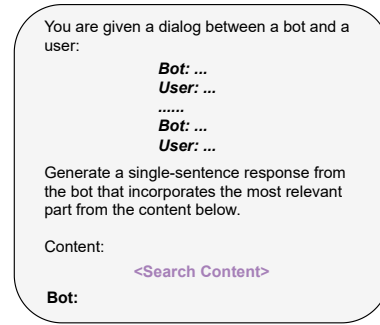 You are given a dialog between a bot and a
user:
Bot: ...
User: ...
......
Bot: ...
User: ...
Generate a single-sentence response from
the bot that incorporates the most relevant
part from the content below.
Content:
<Search Content>
Bot: